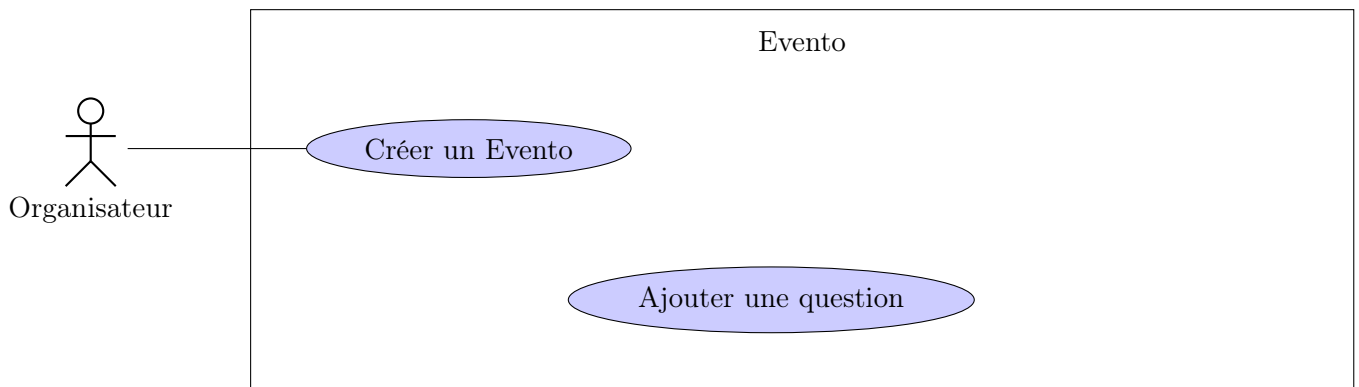 Evento
Créer un Evento
Organisateur
Ajouter une question